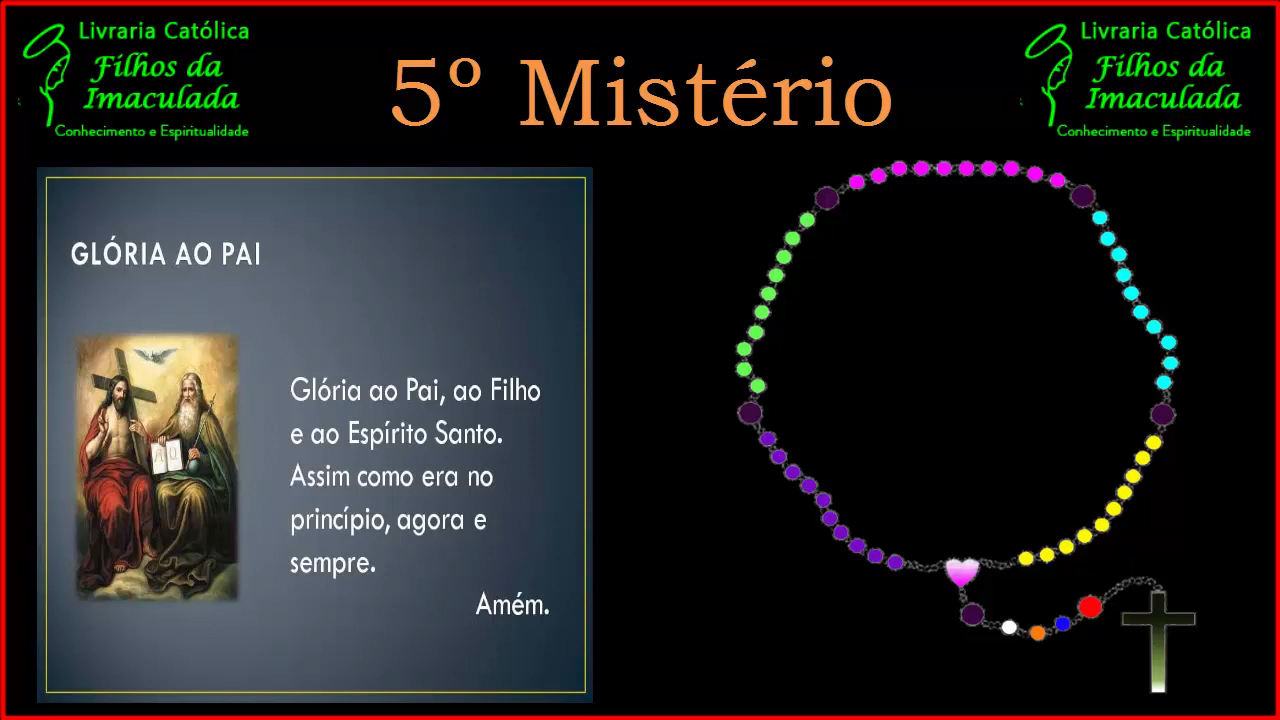 Livraria Católica
Filhos da
Imaculada
Conhecimento e Espiritualidade
5º Mistério
Livraria Católica
Filhos da
Imaculada
Conhecimento e Espiritualidade
GLÓRIA AO PAI
Glória ao Pai, ao Filho
e ao Espírito Santo.
Assim como era no
princípio, agora e
sempre.
Amém.